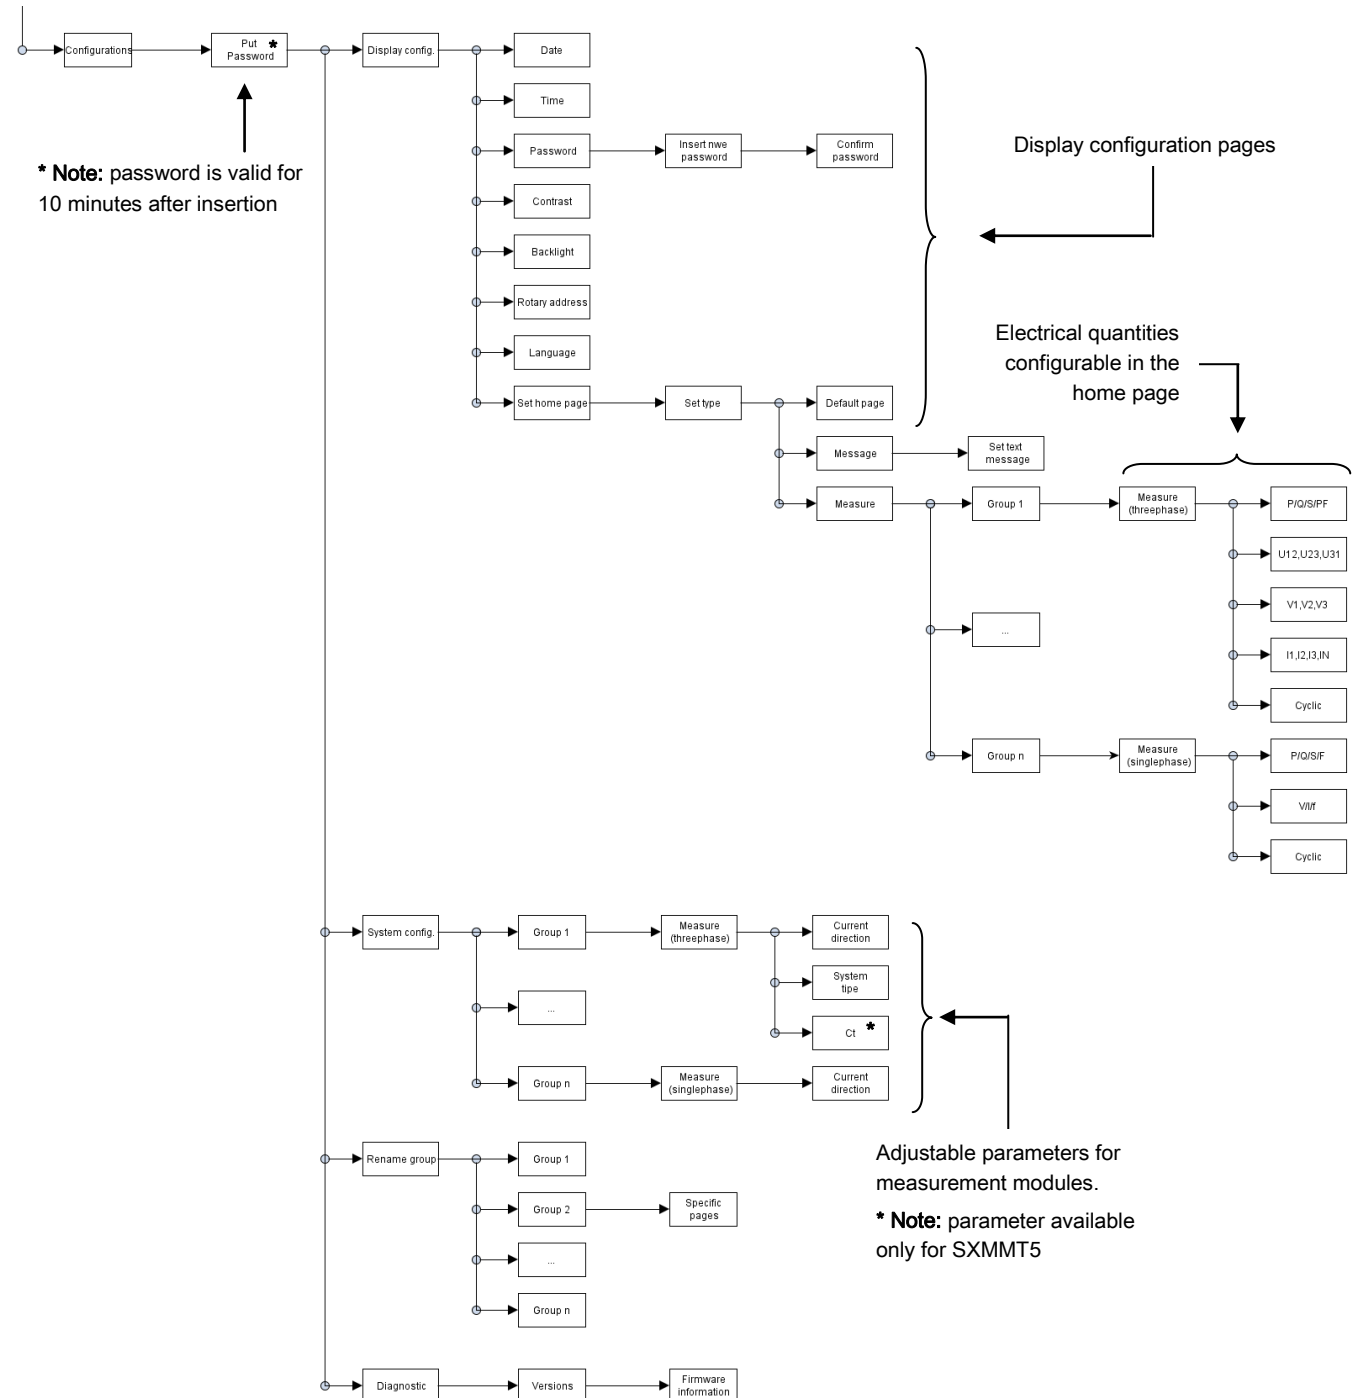 Configurations
Put *
Password
Display config.
Date
Time
Password
Insert nwe
password
Confirm
password
Contrast
Backlight
Rotary address
Language
Set home page
Set type
Default page
Message
Set text
message
Measure
Group 1
Measure
(threephase)
P/Q/S/PF
U12,U23,U31
V1,V2,V3
I1,I2,I3,IN
Cyclic
...
Group n
Measure
(singlephase)
P/Q/S/F
V/I/f
Cyclic
* Note: password is valid for
10 minutes after insertion
Display configuration pages
Electrical quantities
configurable in the
home page
System config.
Group 1
Measure
(threephase)
Current
direction
System
tipe
Ct *
...
Group n
Measure
(singlephase)
Current
direction
Adjustable parameters for
measurement modules.
* Note: parameter available
only for SXMMT5
Rename group
Group 1
Group 2
Specific
pages
...
Group n
Diagnostic
Versions
Firmware
information